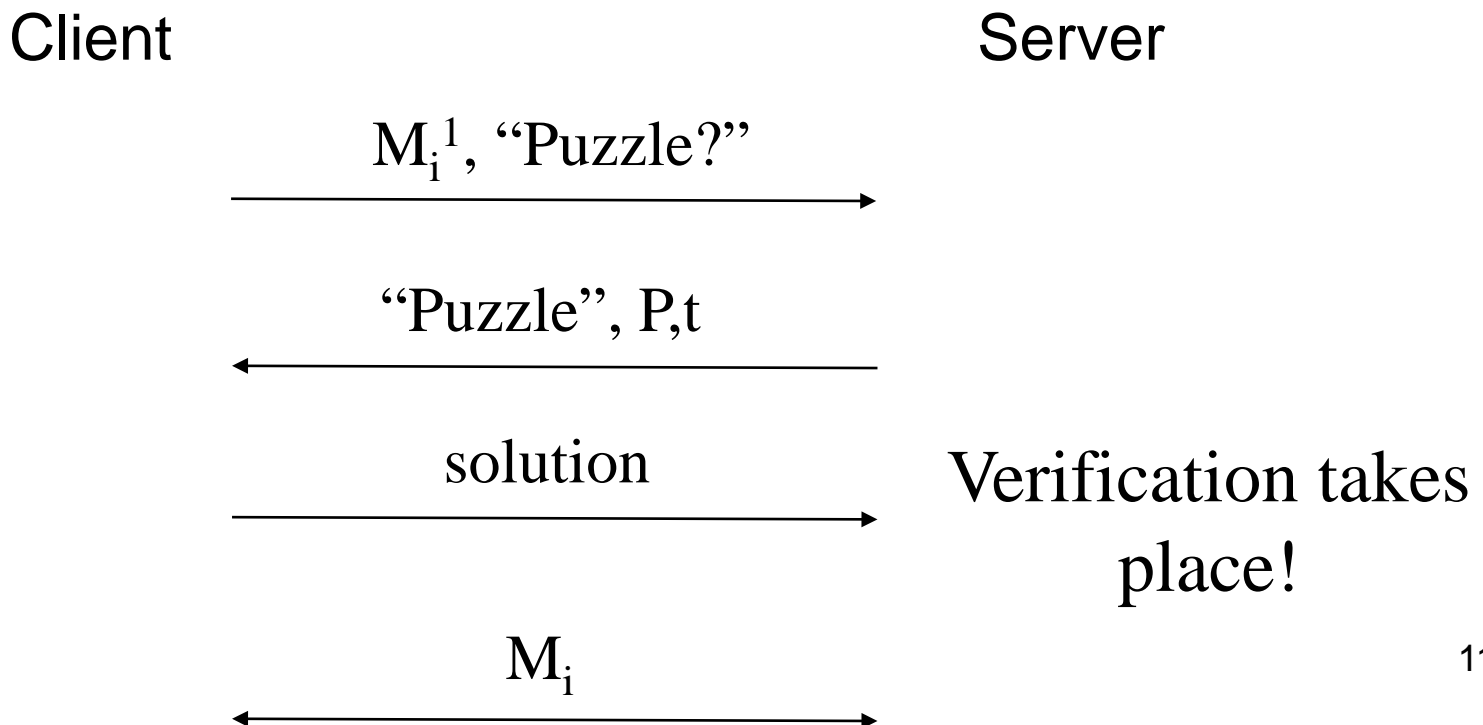 Client Server
Mᵢ¹, “Puzzle?”
“Puzzle”, P,t
solution
Verification takes
place!
Mᵢ
11